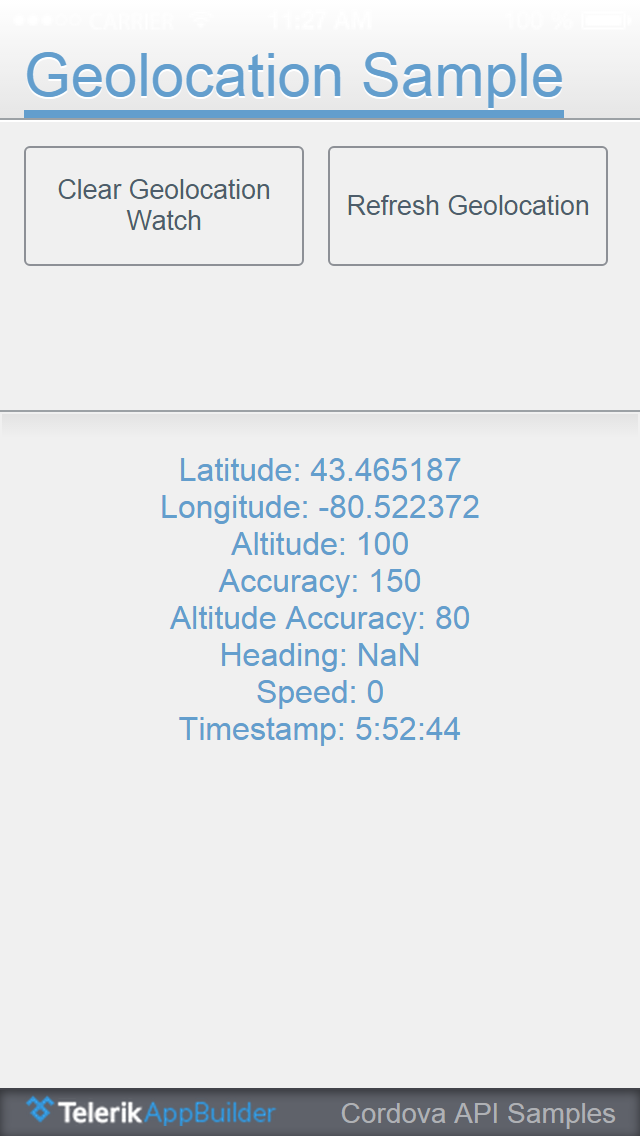 CARRIER 11:27 AM 100 %
Geolocation Sample
Clear Geolocation
Watch
Refresh Geolocation
Latitude: 43.465187
Longitude: -80.522372
Altitude: 100
Accuracy: 150
Altitude Accuracy: 80
Heading: NaN
Speed: 0
Timestamp: 5:52:44
Telerik AppBuilder
Cordova API Samples